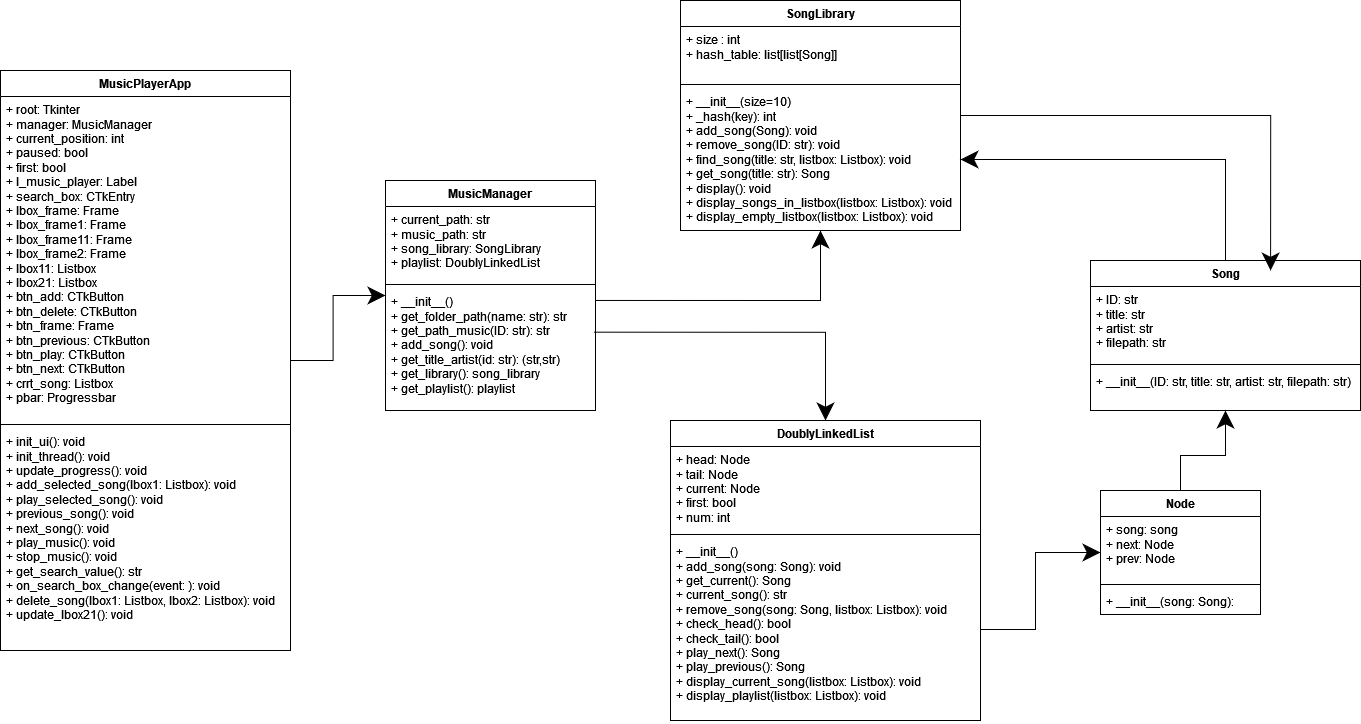 MusicPlayerApp
+ root: Tkinter
+ manager: MusicManager
+ current_position: int
+ paused: bool
+ first: bool
+ l_music_player: Label
+ search_box: CTkEntry
+ lbox_frame: Frame
+ lbox_frame1: Frame
+ lbox_frame11: Frame
+ lbox_frame2: Frame
+ lbox11: Listbox
+ lbox21: Listbox
+ btn_add: CTkButton
+ btn_delete: CTkButton
+ btn_frame: Frame
+ btn_previous: CTkButton
+ btn_play: CTkButton
+ btn_next: CTkButton
+ crrt_song: Listbox
+ pbar: Progressbar
+ init_ui(): void
+ init_thread(): void
+ update_progress(): void
+ add_selected_song(lbox1: Listbox): void
+ play_selected_song(): void
+ previous_song(): void
+ next_song(): void
+ play_music(): void
+ stop_music(): void
+ get_search_value(): str
+ on_search_box_change(event: ): void
+ delete_song(lbox1: Listbox, lbox2: Listbox): void
+ update_lbox21(): void
MusicManager
+ current_path: str
+ music_path: str
+ song_library: SongLibrary
+ playlist: DoublyLinkedList
+ __init__()
+ get_folder_path(name: str): str
+ get_path_music(ID: str): str
+ add_song(): void
+ get_title_artist(id: str): (str,str)
+ get_library(): song_library
+ get_playlist(): playlist
SongLibrary
+ size : int
+ hash_table: list[list[Song]]
+ __init__(size=10)
+ _hash(key): int
+ add_song(Song): void
+ remove_song(ID: str): void
+ find_song(title: str, listbox: Listbox): void
+ get_song(title: str): Song
+ display(): void
+ display_songs_in_listbox(listbox: Listbox): void
+ display_empty_listbox(listbox: Listbox): void
DoublyLinkedList
+ head: Node
+ tail: Node
+ current: Node
+ first: bool
+ num: int
+ __init__()
+ add_song(song: Song): void
+ get_current(): Song
+ current_song(): str
+ remove_song(song: Song, listbox: Listbox): void
+ check_head(): bool
+ check_tail(): bool
+ play_next(): Song
+ play_previous(): Song
+ display_current_song(listbox: Listbox): void
+ display_playlist(listbox: Listbox): void
Song
+ ID: str
+ title: str
+ artist: str
+ filepath: str
+ __init__(ID: str, title: str, artist: str, filepath: str)
Node
+ song: song
+ next: Node
+ prev: Node
+ __init__(song: Song):